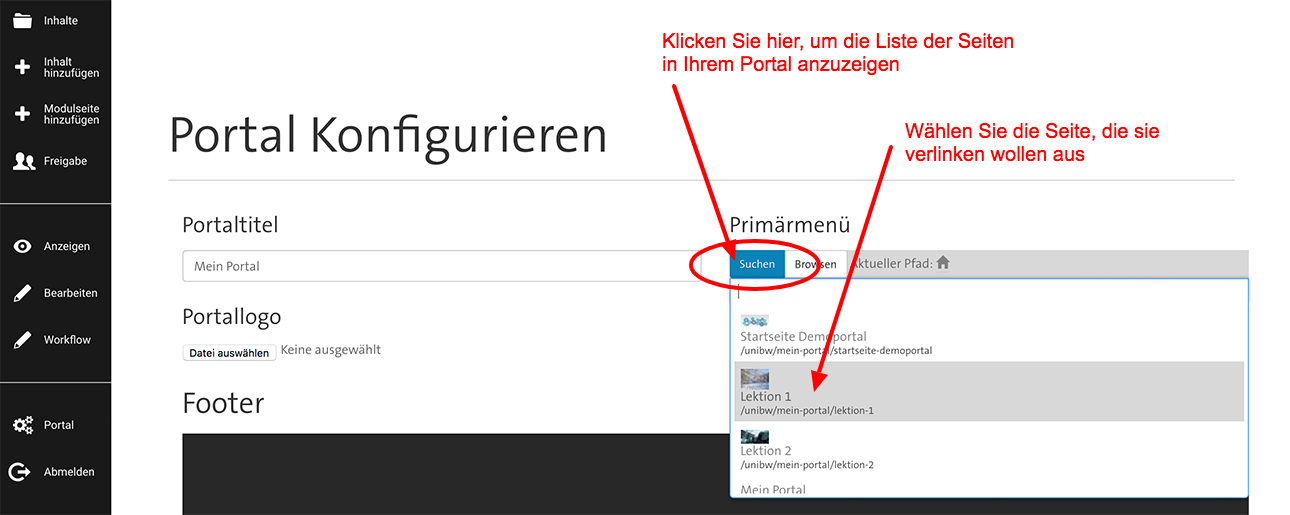 Inhalte
Inhalt
hinzufügen
Modulseite
hinzufügen
Freigabe
Anzeigen
Bearbeiten
Workflow
Portal
Abmelden
Klicken Sie hier, um die Liste der Seiten
in Ihrem Portal anzuzeigen
Wählen Sie die Seite, die sie
verlinken wollen aus
Portal Konfigurieren
Portaltitel
Mein Portal
Portallogo
Datei auswählen Keine ausgewählt
Footer
Primärmenü
Suchen Browsen Aktueller Pfad:
Startseite Demoportal
/unibw/mein-portal/startseite-demoportal
Lektion 1
/unibw/mein-portal/lektion-1
Lektion 2
/unibw/mein-portal/lektion-2
Mein Portal